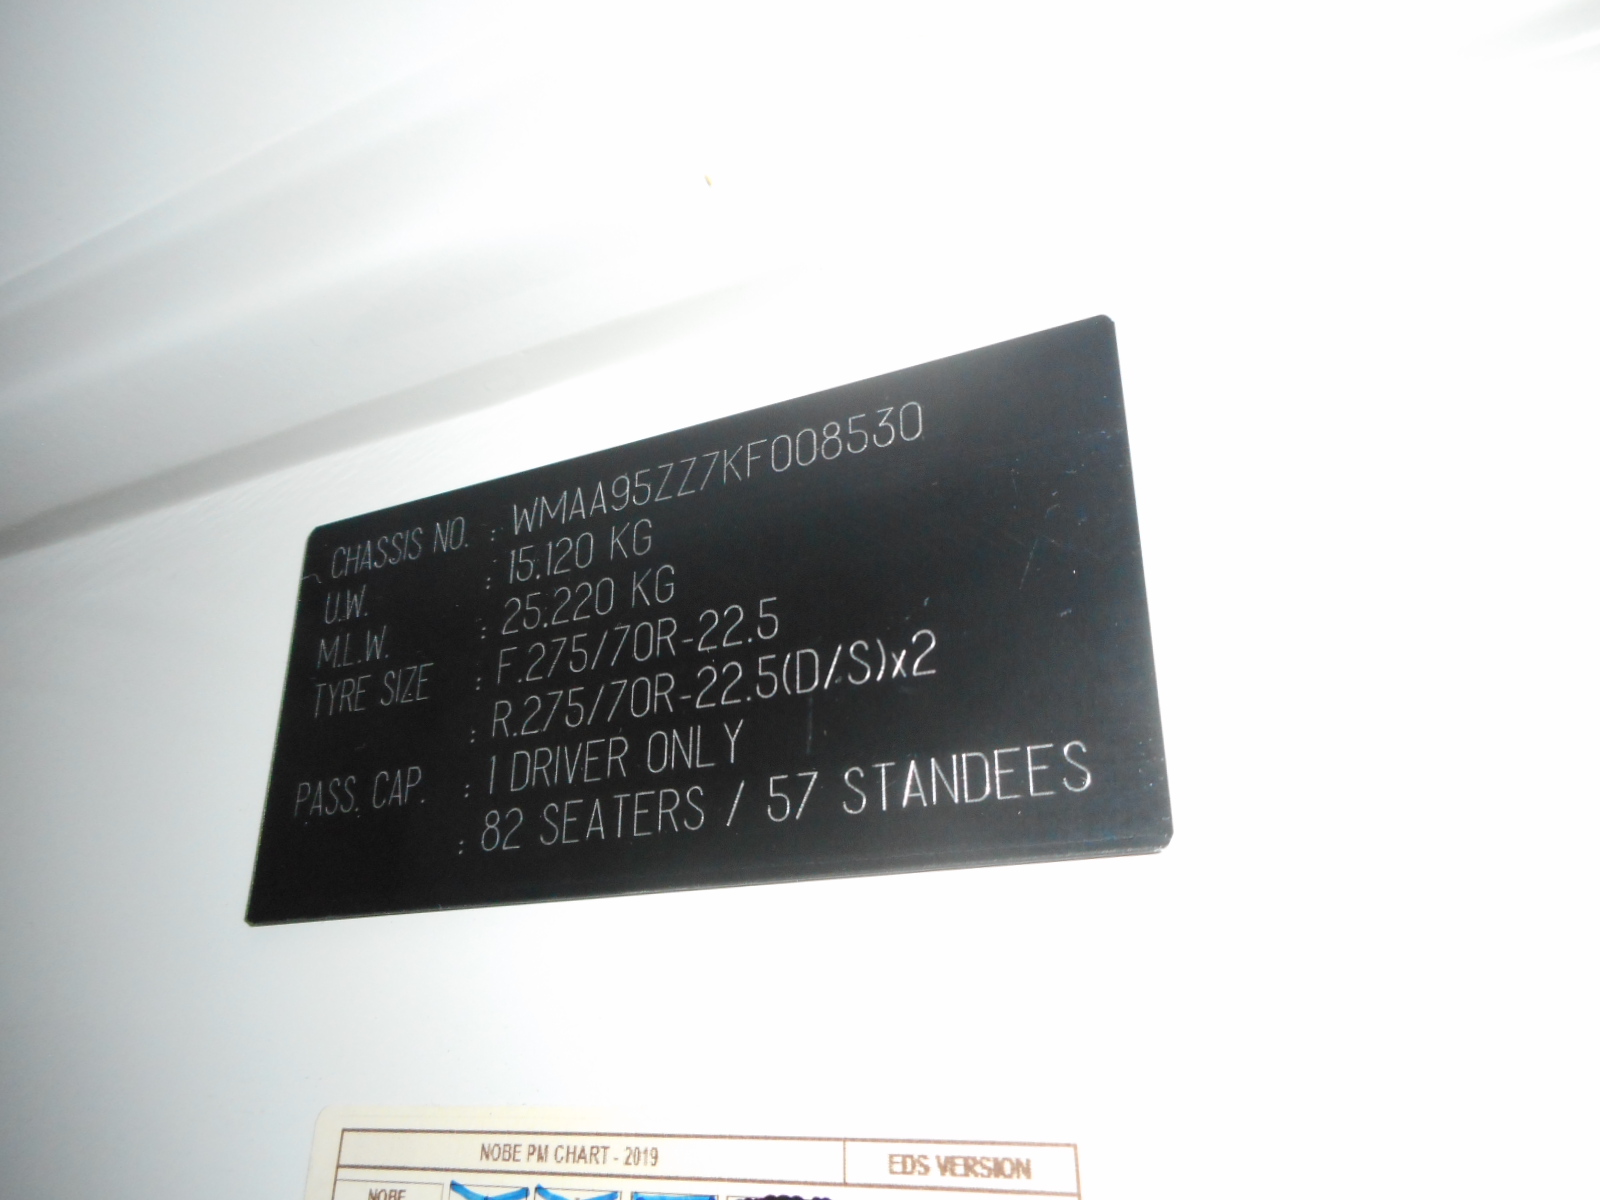 CHASSIS NO. : WMAA95ZZ7KF008530
U.W. : 15.120 KG
M.L.W. : 25.220 KG
TYRE SIZE : F.275/70R-22.5
: R.275/70R-22.5(D/S)x2
PASS. CAP. : 1 DRIVER ONLY
: 82 SEATERS / 57 STANDEES
NOBE PM CHART - 2019 EDS VERSION
NOBE